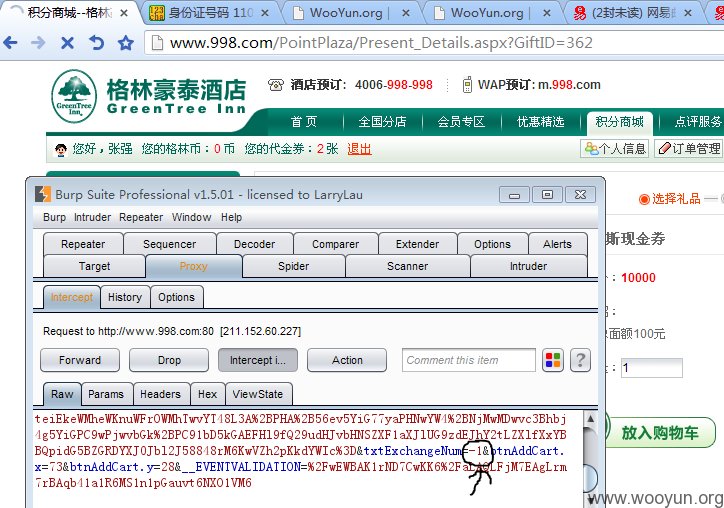 积分商城--格林
身份证号码 110
WooYun.org |
WooYun.org |
(2封未读) 网易
www.998.com/PointPlaza/Present_Details.aspx?GiftID=362
格林豪泰酒店
GreenTree Inn
GreenTree Inn
酒店预订: 4006-998-998
WAP预订: m.998.com
首 页
全国分店
会员专区
优惠精选
积分商城
点评服务
您好，张强 您的格林币：0 币 您的代金券：2 张 退出
个人信息
订单管理
Burp Suite Professional v1.5.01 - licensed to LarryLau
选择礼品
Burp Intruder Repeater Window Help
斯现金券
Repeater Sequencer Decoder Comparer Extender Options Alerts
Target Proxy Spider Scanner Intruder
：10000
Intercept History Options
面额100元
Request to http://www.998.com:80 [211.152.60.227]
：1
Forward Drop Intercept i... Action Comment this item ?
Raw Params Headers Hex ViewState
teiEkeWMheWKnuWFrOWMhTwvYT48L3A%2BPHA%2B56ev5YiG77yaPHNwYW4%2BNjMwMDwvc3Bhbj
4g5YiGPC9wPjwvbGk%2BPC91bD5kGAEFHl9fQ29udHJvbHNSZXF1aXJlUG9zdEJhY2tLZXlfXxYB
BQpidG5BZGRDYXJ0Jbl2J58848rM6KwVZh2pKkdYWIc%3D&txtExchangeNum=-1&btnAddCart.
x=73&btnAddCart.y=28&__EVENTVALIDATION=%2FwEWBAK1rND7CwKK6%2FaLAQLFjM7EAgLrm
7rBAqb41a1R6MS1n1pGauvt6NXO1VM6
放入购物车
www.wooyun.org